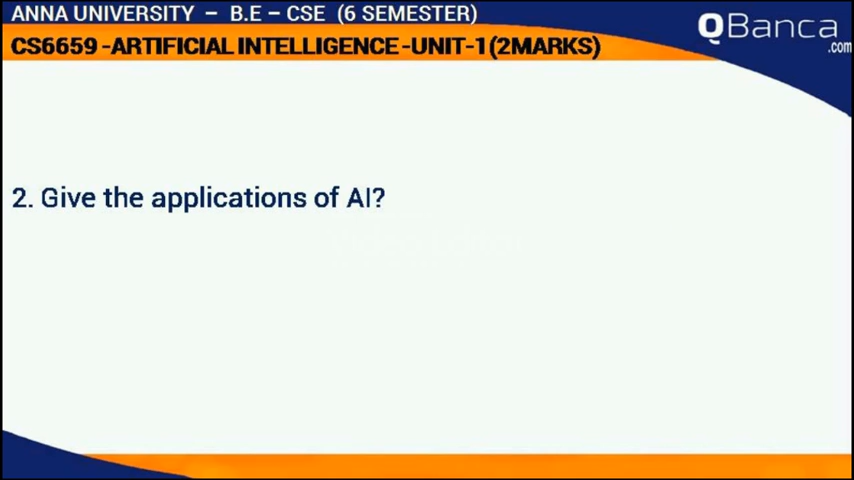 ANNA UNIVERSITY – B.E – CSE (6 SEMESTER)
CS6659 -ARTIFICIAL INTELLIGENCE -UNIT-1(2MARKS)
QBanca
.com
2. Give the applications of AI?